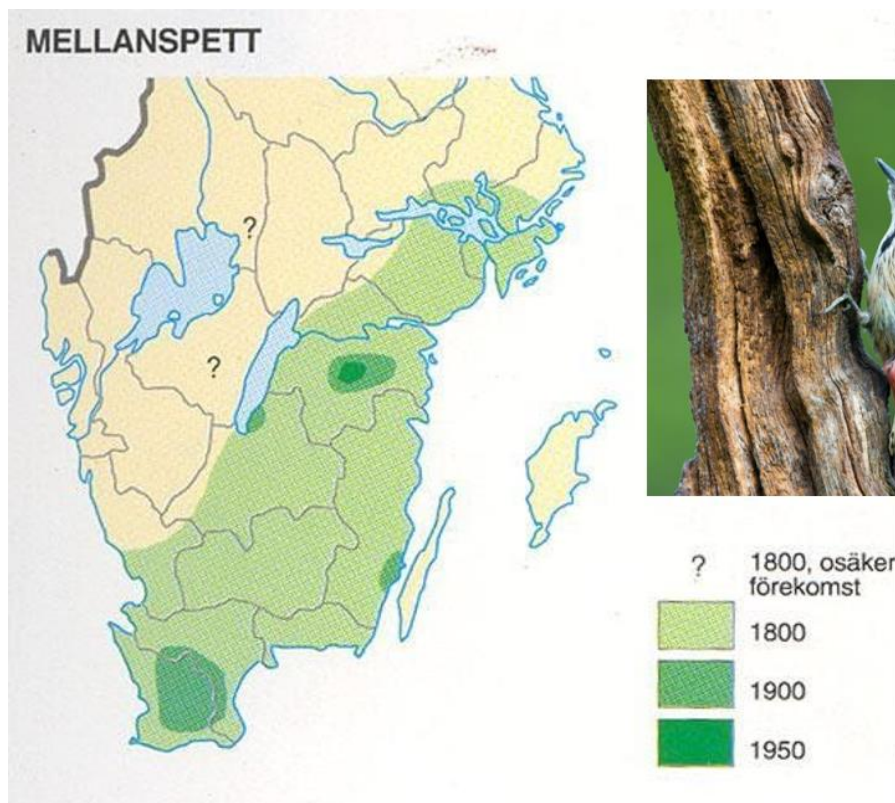 MELLANSPETT
?
?
? 1800, osäker
förekomst
1800
1900
1950